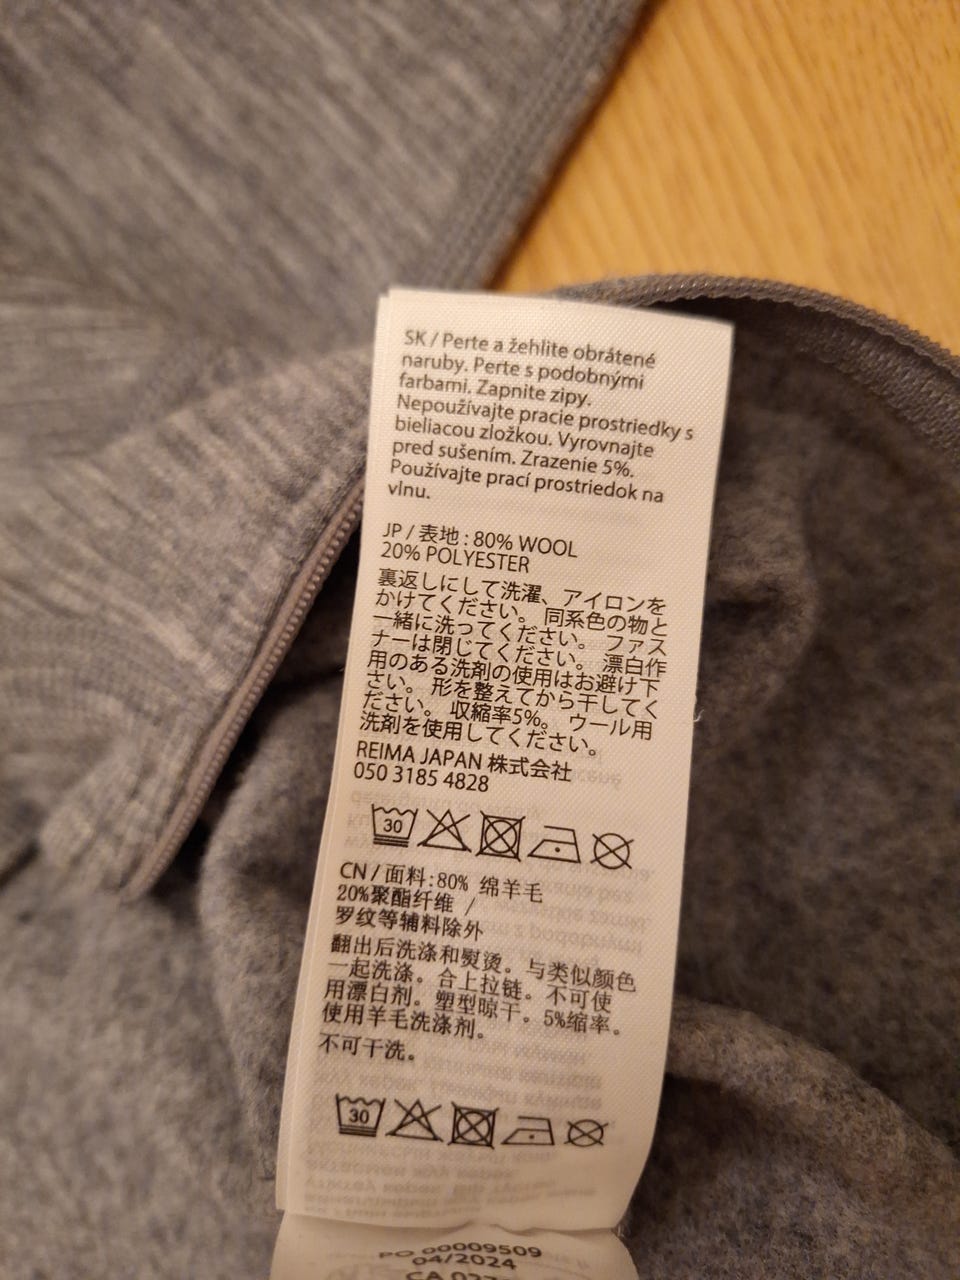 SK / Perte a žehlite obrátené
naruby. Perte s podobnými
farbami. Zapnite zipy.
Nepoužívajte pracie prostriedky s
bieliacou zložkou. Vyrovnajte
pred sušením. Zrazenie 5%.
Používajte prací prostriedok na
vlnu.
JP / 表地 : 80% WOOL
20% POLYESTER
裏返しにして洗濯、アイロンを
かけてください。 同系色の物と
一緒に洗ってください。 ファス
ナーは閉じてください。 漂白作
用のある洗剤の使用はお避け下
さい。 形を整えてから干してく
ださい。 収縮率5%。 ウール用
洗剤を使用してください。
REIMA JAPAN 株式会社
050 3185 4828
30
CN / 面料:80% 绵羊毛
20%聚酯纤维 /
罗纹等辅料除外
翻出后洗涤和熨烫。与类似颜色
一起洗涤。合上拉链。不可使
用漂白剂。塑型晾干。5%缩率。
使用羊毛洗涤剂。
不可干洗。
30
PO 00009509
04/2024
CA